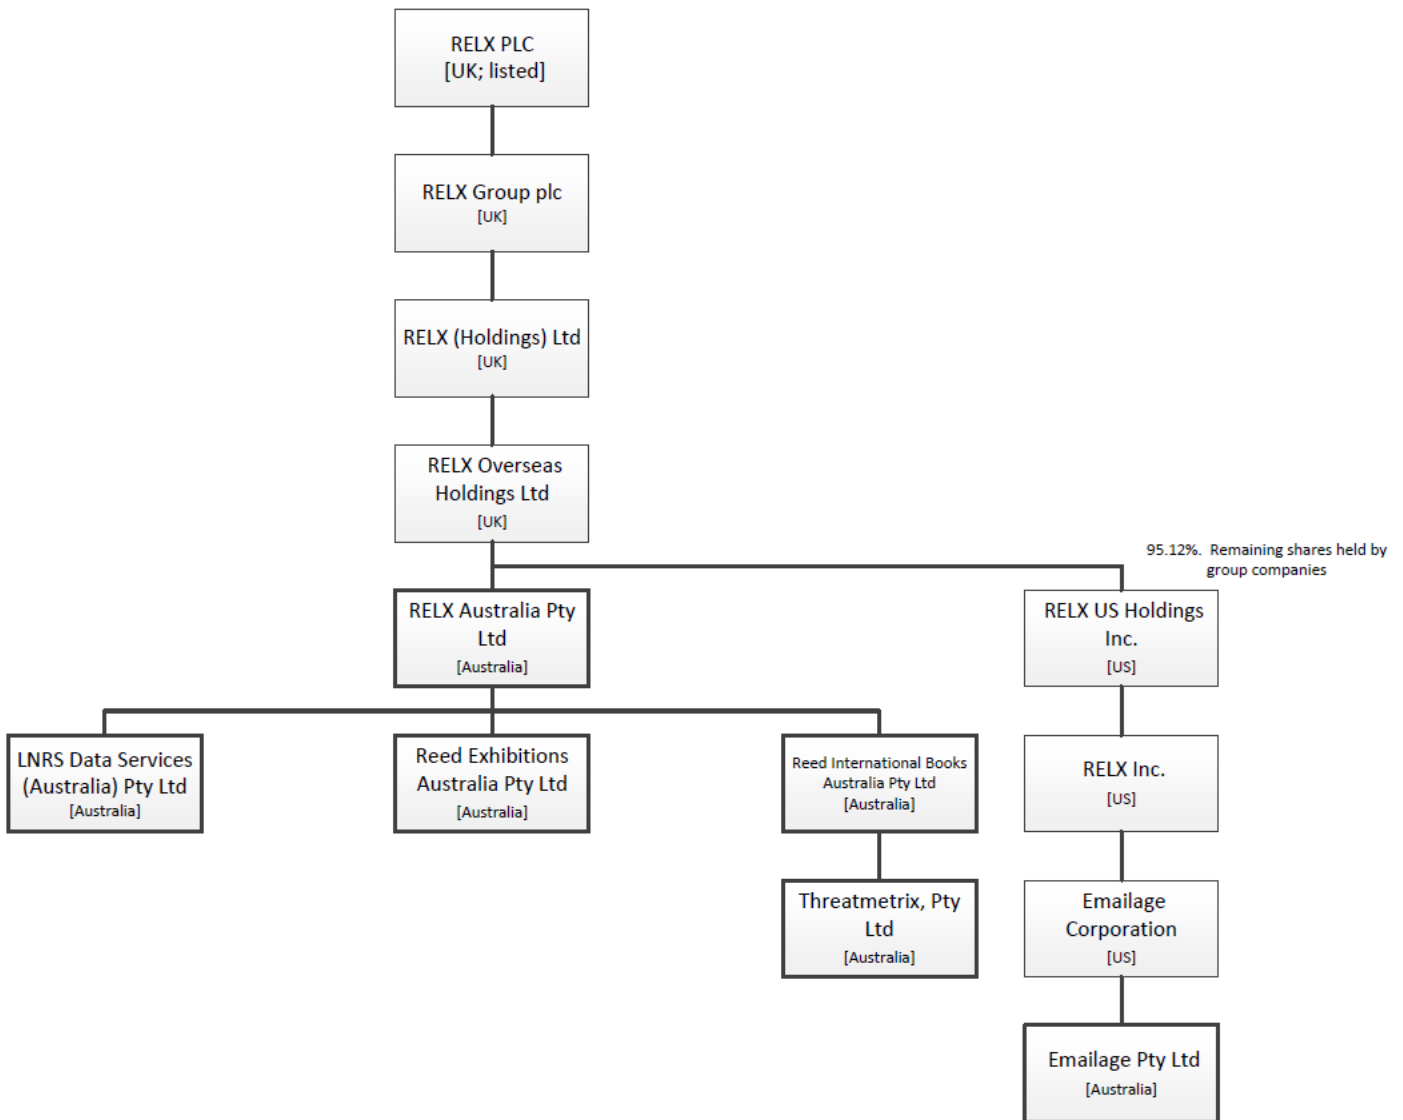 RELX PLC
[UK; listed]
RELX Group plc
[UK]
RELX (Holdings) Ltd
[UK]
RELX Overseas
Holdings Ltd
[UK]
95.12%. Remaining shares held by
group companies
RELX Australia Pty
Ltd
[Australia]
RELX US Holdings
Inc.
[US]
LNRS Data Services
(Australia) Pty Ltd
[Australia]
Reed Exhibitions
Australia Pty Ltd
[Australia]
Reed International Books
Australia Pty Ltd
[Australia]
RELX Inc.
[US]
Threatmetrix, Pty
Ltd
[Australia]
Emailage
Corporation
[US]
Emailage Pty Ltd
[Australia]